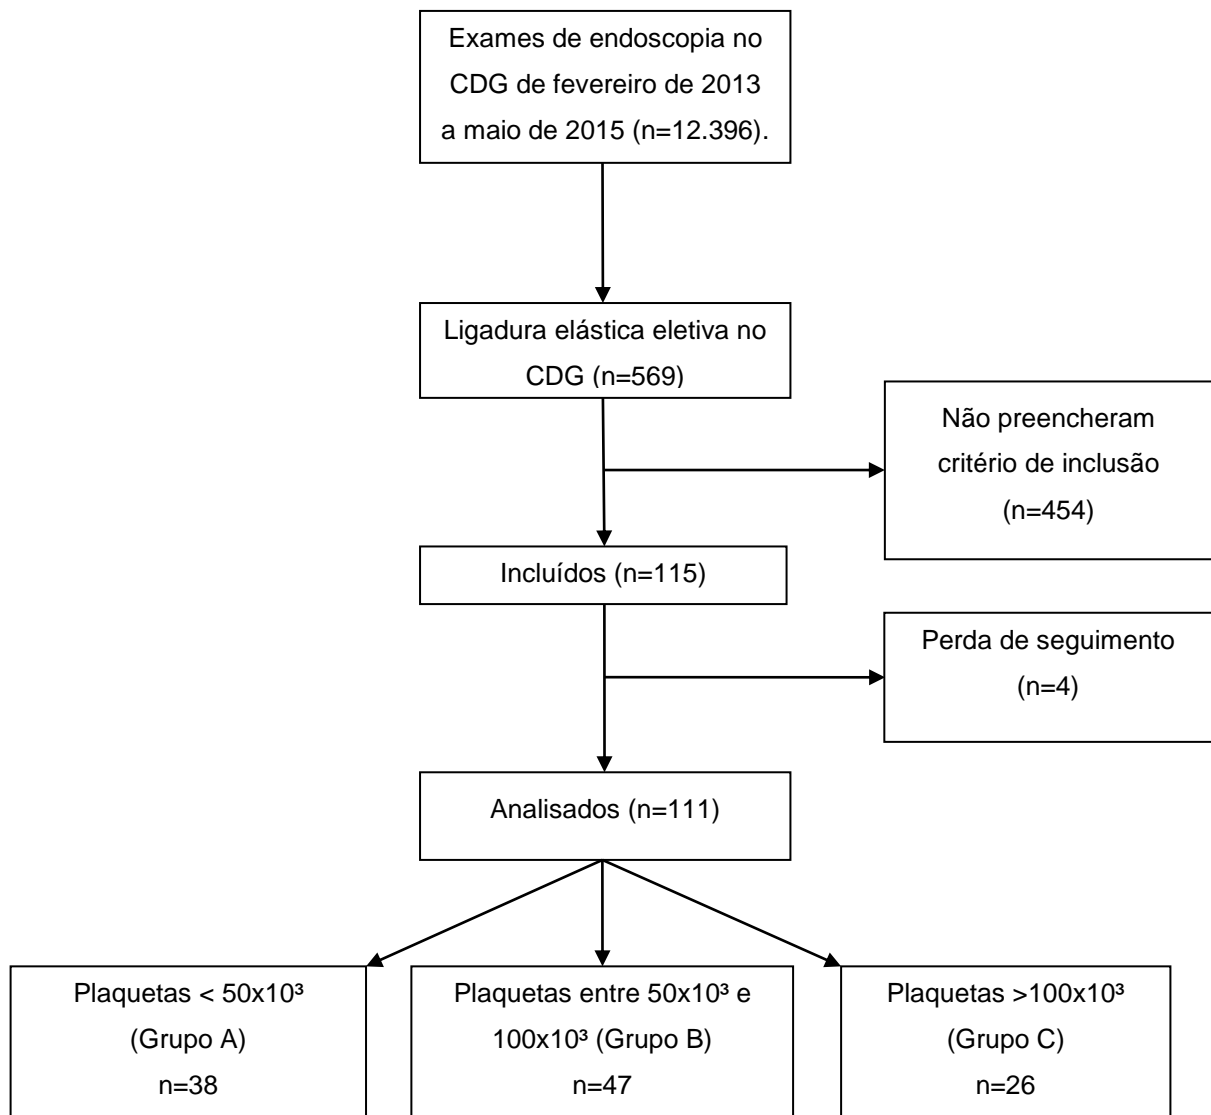 Exames de endoscopia no
CDG de fevereiro de 2013
a maio de 2015 (n=12.396).
Ligadura elástica eletiva no
CDG (n=569)
Não preencheram
critério de inclusão
(n=454)
Incluídos (n=115)
Perda de seguimento
(n=4)
Analisados (n=111)
Plaquetas < 50x10³
(Grupo A)
n=38
Plaquetas entre 50x10³ e
100x10³ (Grupo B)
n=47
Plaquetas >100x10³
(Grupo C)
n=26